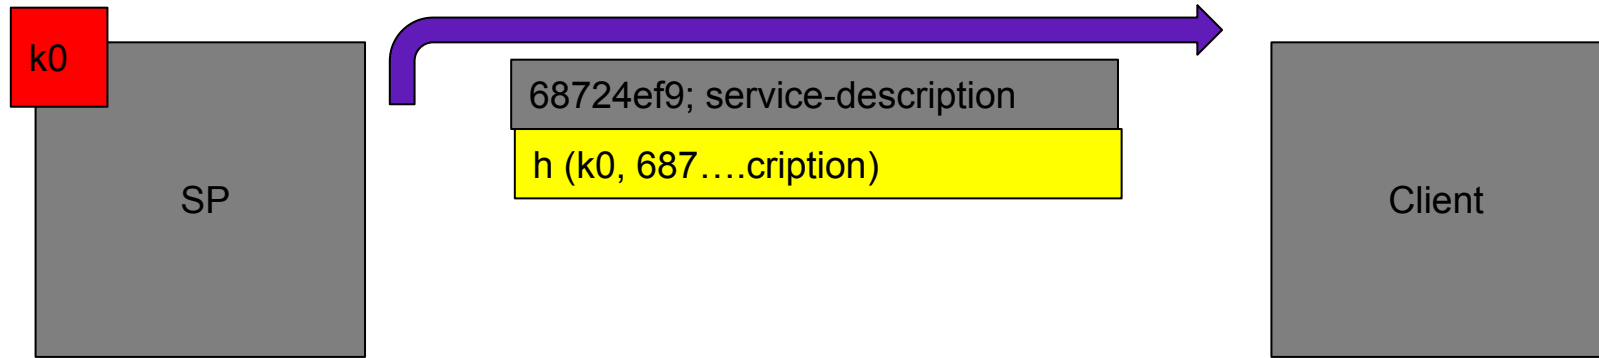 k0
68724ef9; service-description
h (k0, 687….cription)
SP
Client